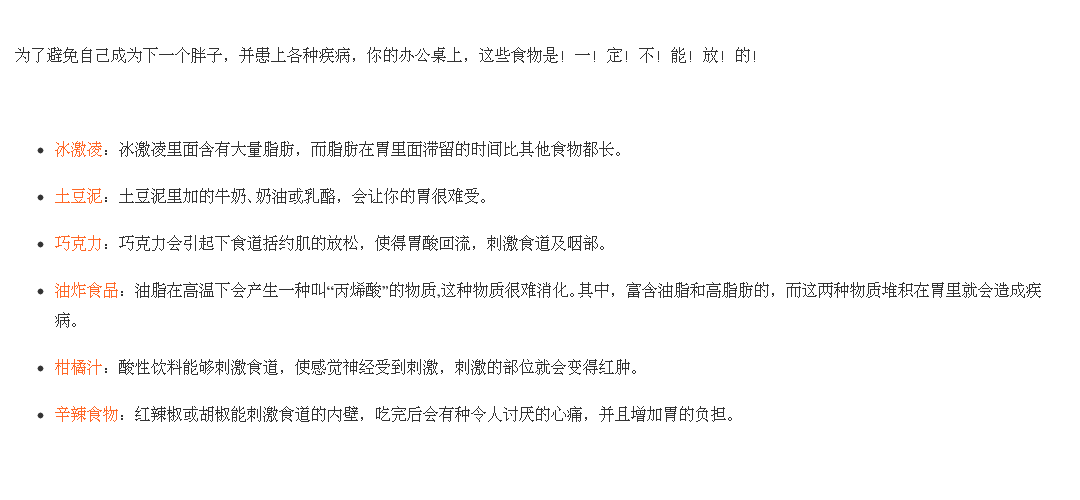 为了避免自己成为下一个胖子，并患上各种疾病，你的办公桌上，这些食物是！一！定！不！能！放！的！
冰激凌：冰激凌里面含有大量脂肪，而脂肪在胃里面滞留的时间比其他食物都长。
土豆泥：土豆泥里加的牛奶、奶油或乳酪，会让你的胃很难受。
巧克力：巧克力会引起下食道括约肌的放松，使得胃酸回流，刺激食道及咽部。
油炸食品：油脂在高温下会产生一种叫“丙烯酸”的物质,这种物质很难消化。其中，富含油脂和高脂肪的，而这两种物质堆积在胃里就会造成疾
病。
柑橘汁：酸性饮料能够刺激食道，使感觉神经受到刺激，刺激的部位就会变得红肿。
辛辣食物：红辣椒或胡椒能刺激食道的内壁，吃完后会有种令人讨厌的心痛，并且增加胃的负担。